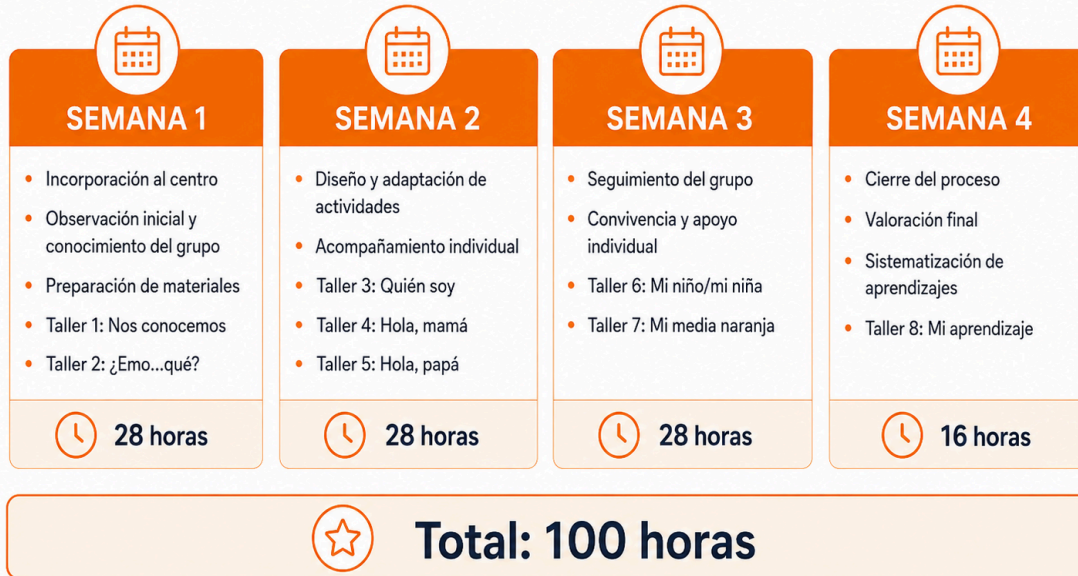 SEMANA 1
Incorporación al centro
Observación inicial y
conocimiento del grupo
Preparación de materiales
Taller 1: Nos conocemos
Taller 2: ¿Emo...qué?
28 horas
SEMANA 2
Diseño y adaptación de
actividades
Acompañamiento individual
Taller 3: Quién soy
Taller 4: Hola, mamá
Taller 5: Hola, papá
28 horas
SEMANA 3
Seguimiento del grupo
Convivencia y apoyo
individual
Taller 6: Mi niño/mi niña
Taller 7: Mi media naranja
28 horas
SEMANA 4
Cierre del proceso
Valoración final
Sistematización de
aprendizajes
Taller 8: Mi aprendizaje
16 horas
Total: 100 horas